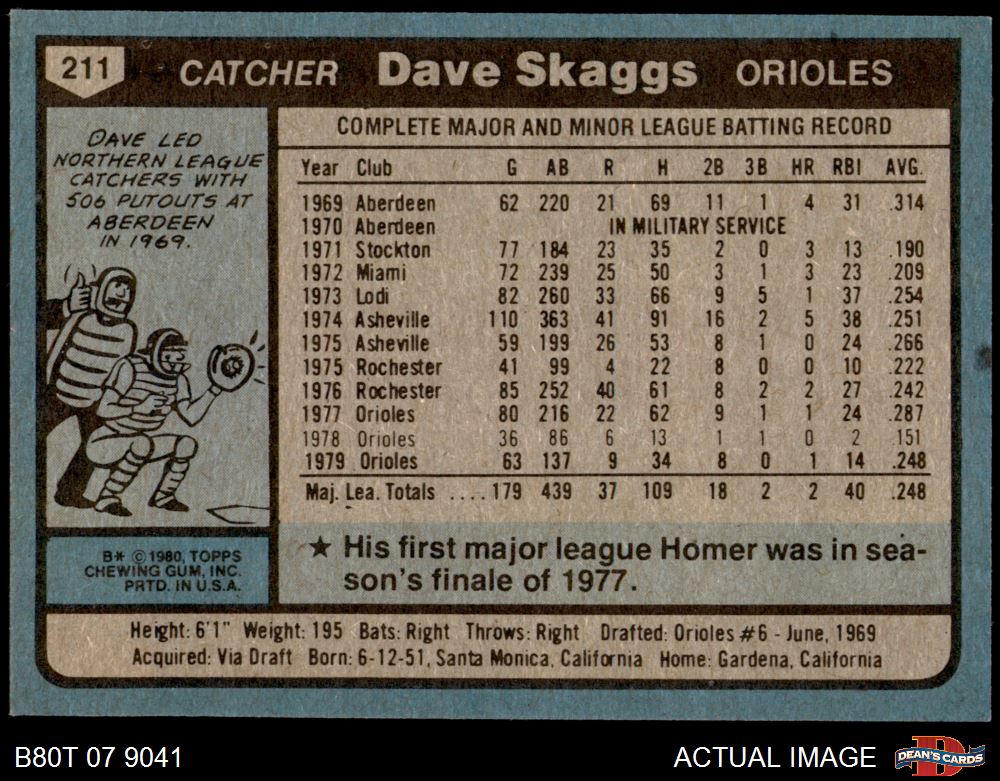 211 CATCHER Dave Skaggs ORIOLES
DAVE LED
NORTHERN LEAGUE
CATCHERS WITH
506 PUTOUTS AT
ABERDEEN
IN 1969.
B* © 1980, TOPPS
CHEWING GUM, INC.
PRTD. IN U.S.A.
COMPLETE MAJOR AND MINOR LEAGUE BATTING RECORD
Year Club G AB R H 2B 3B HR RBI AVG.
1969 Aberdeen 62 220 21 69 11 1 4 31 .314
1970 Aberdeen IN MILITARY SERVICE
1971 Stockton 77 184 23 35 2 0 3 13 .190
1972 Miami 72 239 25 50 3 1 3 23 .209
1973 Lodi 82 260 33 66 9 5 1 37 .254
1974 Asheville 110 363 41 91 16 2 5 38 .251
1975 Asheville 59 199 26 53 8 1 0 24 .266
1975 Rochester 41 99 4 22 8 0 0 10 .222
1976 Rochester 85 252 40 61 8 2 2 27 .242
1977 Orioles 80 216 22 62 9 1 1 24 .287
1978 Orioles 36 86 6 13 1 1 0 2 .151
1979 Orioles 63 137 9 34 8 0 1 14 .248
Maj. Lea. Totals ....179 439 37 109 18 2 2 40 .248
★ His first major league Homer was in sea-
son's finale of 1977.
Height: 6'1" Weight: 195 Bats: Right Throws: Right Drafted: Orioles #6 - June, 1969
Acquired: Via Draft Born: 6-12-51, Santa Monica, California Home: Gardena, California
B80T 07 9041 ACTUAL IMAGE D DEAN'S CARDS